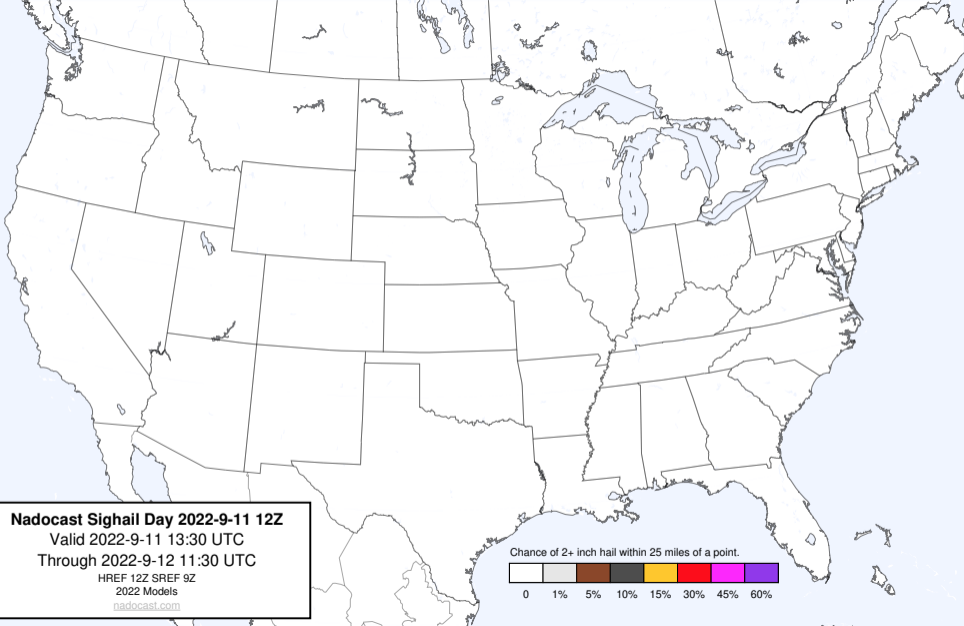 Nadocast Sighail Day 2022-9-11 12Z
Valid 2022-9-11 13:30 UTC
Through 2022-9-12 11:30 UTC
HREF 12Z SREF 9Z
2022 Models
nadocast.com
Chance of 2+ inch hail within 25 miles of a point.
0 1% 5% 10% 15% 30% 45% 60%